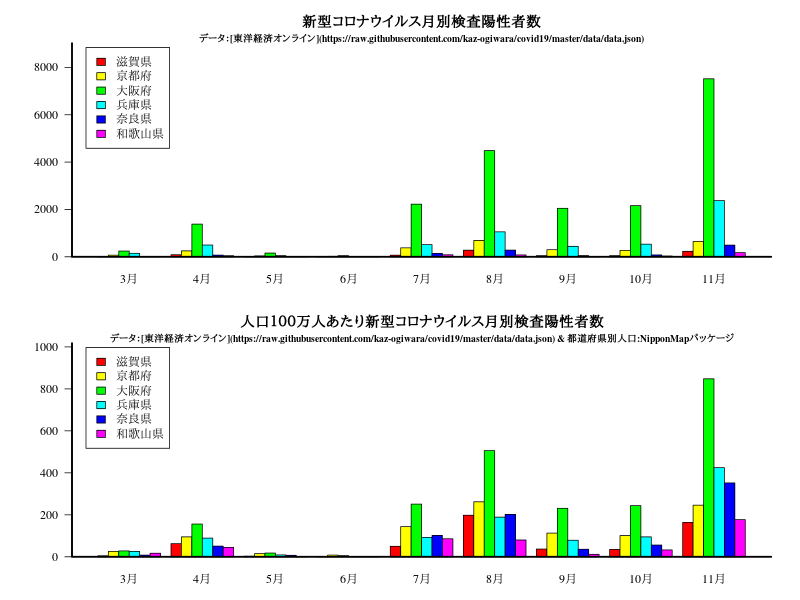 新型コロナウイルス月別検査陽性者数
データ:[東洋経済オンライン](https://raw.githubusercontent.com/kaz-ogiwara/covid19/master/data/data.json)
8000
6000
4000
2000
0
滋賀県
京都府
大阪府
兵庫県
奈良県
和歌山県
3月 4月 5月 6月 7月 8月 9月 10月 11月
人口100万人あたり新型コロナウイルス月別検査陽性者数
データ:[東洋経済オンライン](https://raw.githubusercontent.com/kaz-ogiwara/covid19/master/data/data.json) & 都道府県別人口:NipponMapパッケージ
1000
800
600
400
200
0
滋賀県
京都府
大阪府
兵庫県
奈良県
和歌山県
3月 4月 5月 6月 7月 8月 9月 10月 11月